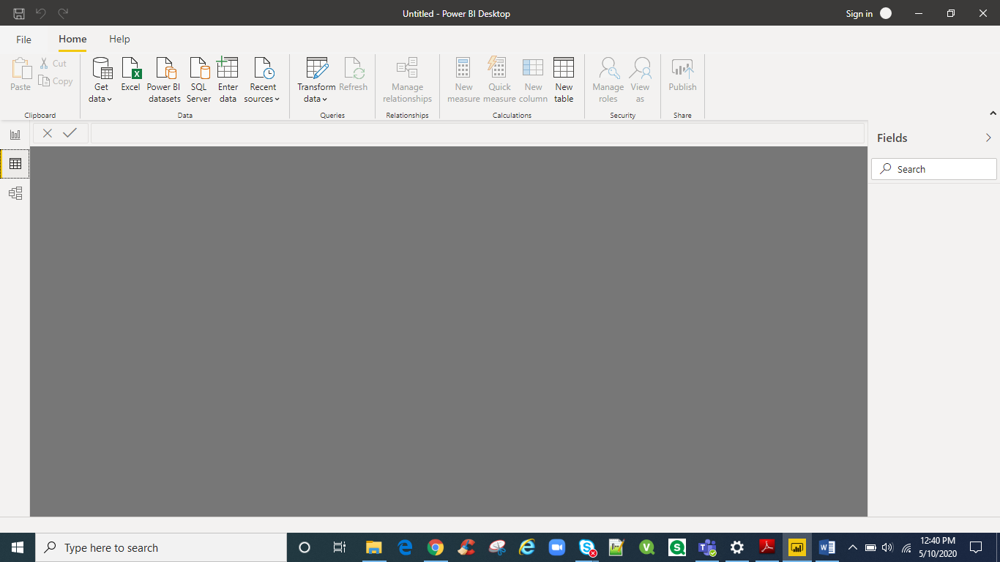 Untitled - Power BI Desktop
Sign in
File Home Help
Paste
Cut
Copy
Clipboard
Get data
Excel
Power BI datasets
SQL Server
Enter data
Recent sources
Data
Transform data
Refresh
Queries
Manage relationships
Relationships
New measure
Quick measure
New column
New table
Calculations
Manage roles
View as
Security
Publish
Share
Fields
Search
Type here to search
12:40 PM
5/10/2020